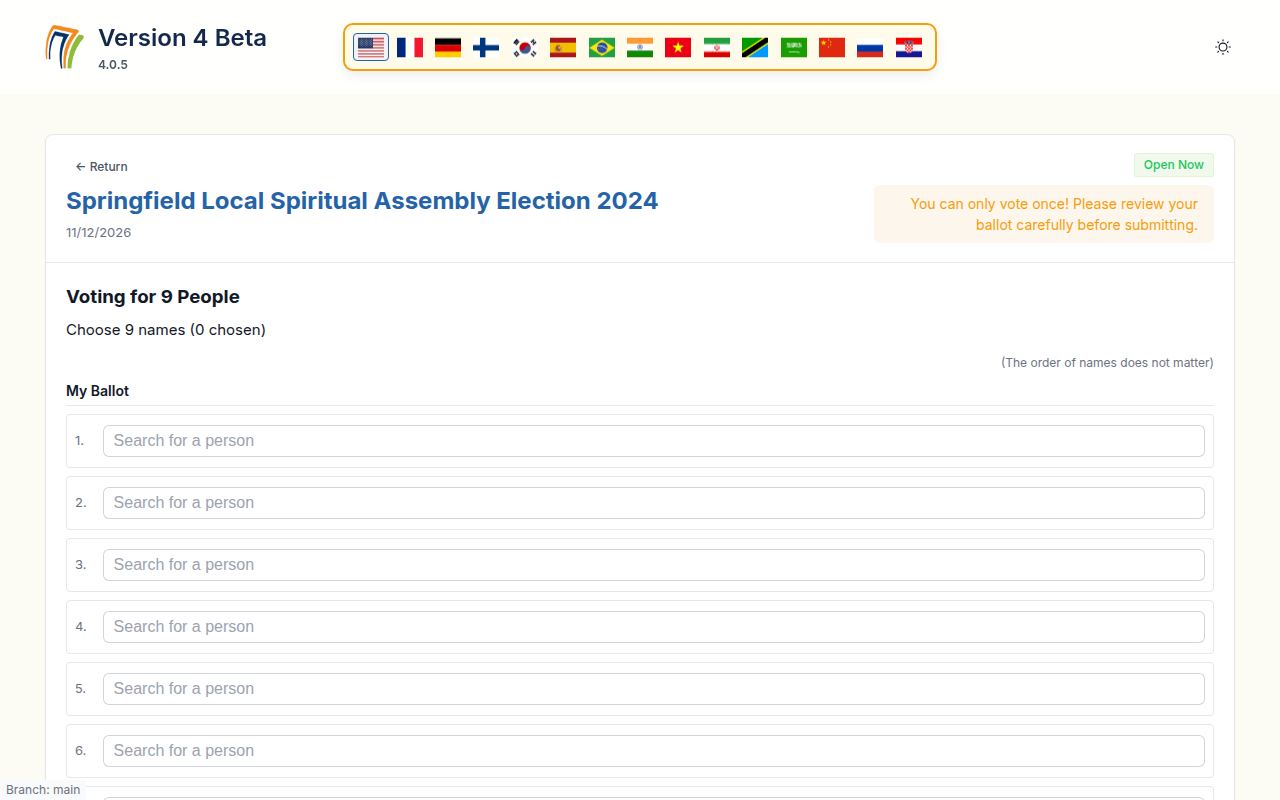 Version 4 Beta
4.0.5
← Return
Open Now
Springfield Local Spiritual Assembly Election 2024
11/12/2026
You can only vote once! Please review your
ballot carefully before submitting.
Voting for 9 People
Choose 9 names (0 chosen)
(The order of names does not matter)
My Ballot
1. Search for a person
2. Search for a person
3. Search for a person
4. Search for a person
5. Search for a person
6. Search for a person
Branch: main